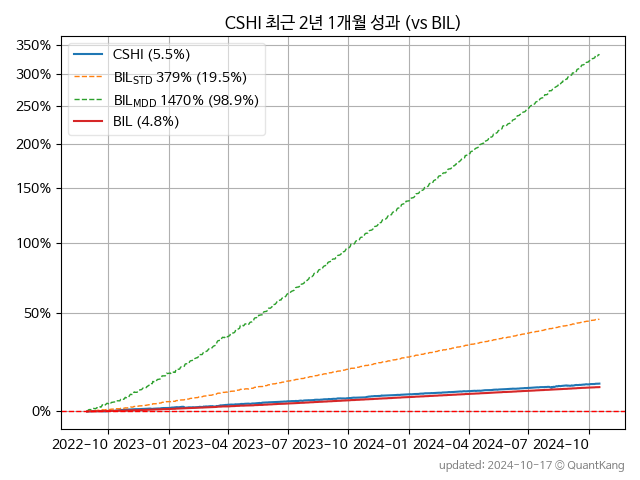 CSHI 최근 2년 1개월 성과 (vs BIL)
350%
300%
250%
200%
150%
100%
50%
0%
CSHI (5.5%)
BIL_STD 379% (19.5%)
BIL_MDD 1470% (98.9%)
BIL (4.8%)
2022-10 2023-01 2023-04 2023-07 2023-10 2024-01 2024-04 2024-07 2024-10
updated: 2024-10-17 © QuantKang